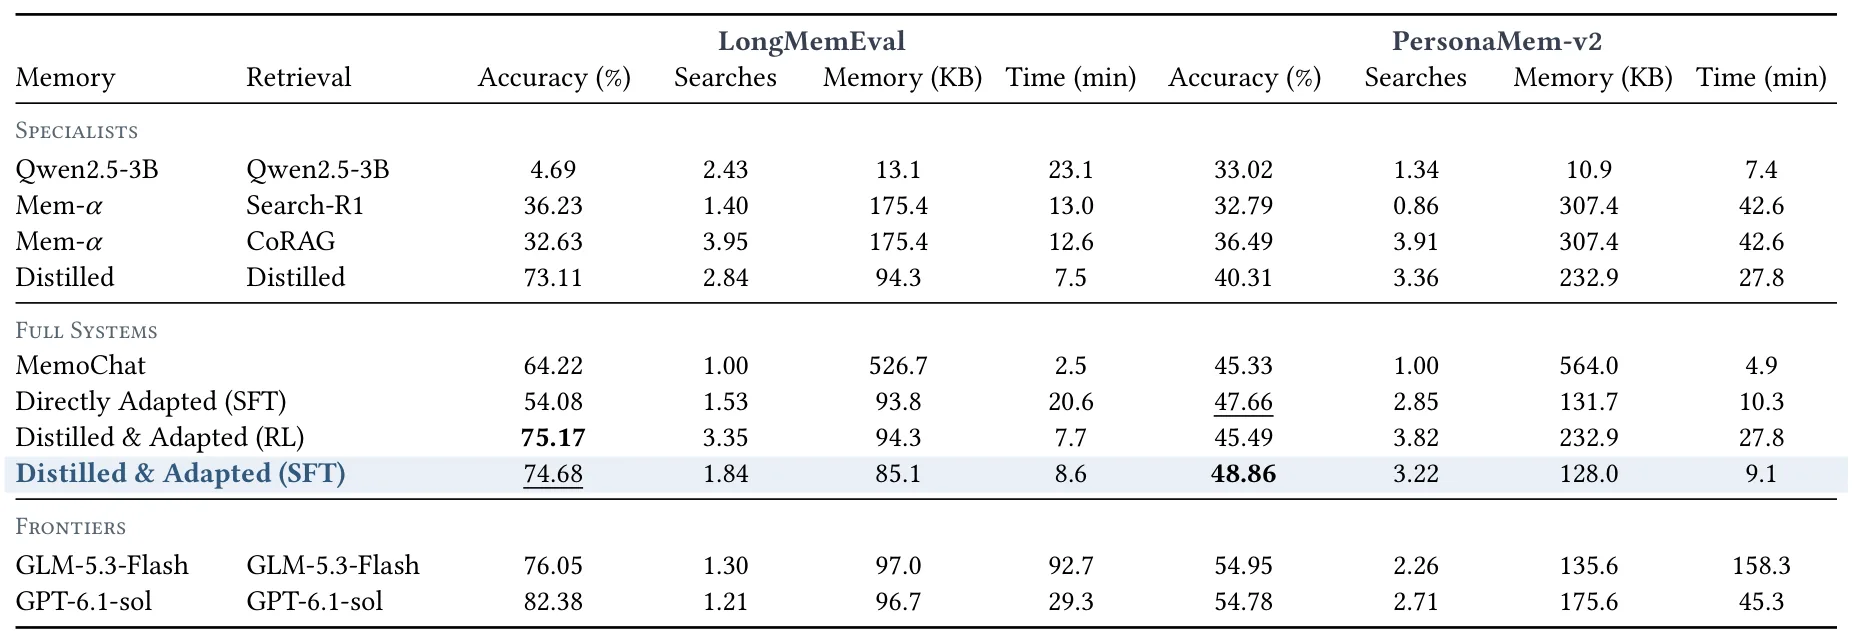 LongMemEval PersonaMem-v2
Memory Retrieval Accuracy (%) Searches Memory (KB) Time (min) Accuracy (%) Searches Memory (KB) Time (min)
Specialists
Qwen2.5-3B Qwen2.5-3B 4.69 2.43 13.1 23.1 33.02 1.34 10.9 7.4
Mem-α Search-R1 36.23 1.40 175.4 13.0 32.79 0.86 307.4 42.6
Mem-α CoRAG 32.63 3.95 175.4 12.6 36.49 3.91 307.4 42.6
Distilled Distilled 73.11 2.84 94.3 7.5 40.31 3.36 232.9 27.8
Full Systems
MemoChat 64.22 1.00 526.7 2.5 45.33 1.00 564.0 4.9
Directly Adapted (SFT) 54.08 1.53 93.8 20.6 47.66 2.85 131.7 10.3
Distilled & Adapted (RL) 75.17 3.35 94.3 7.7 45.49 3.82 232.9 27.8
Distilled & Adapted (SFT) 74.68 1.84 85.1 8.6 48.86 3.22 128.0 9.1
Frontiers
GLM-5.3-Flash GLM-5.3-Flash 76.05 1.30 97.0 92.7 54.95 2.26 135.6 158.3
GPT-6.1-sol GPT-6.1-sol 82.38 1.21 96.7 29.3 54.78 2.71 175.6 45.3